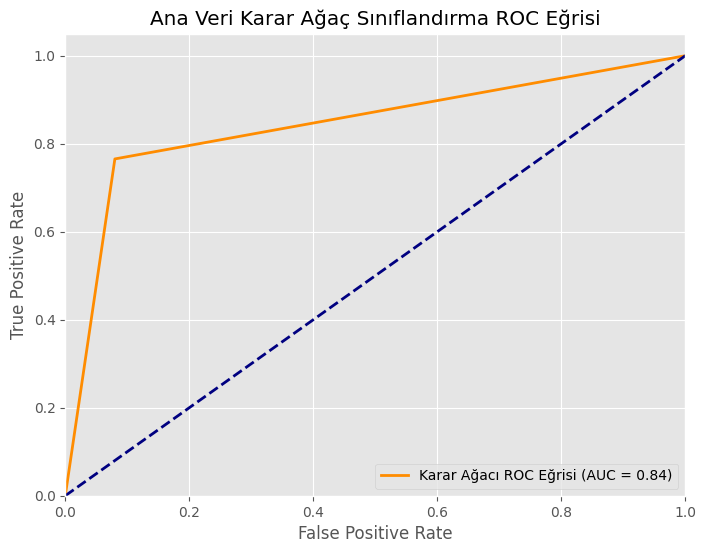 Ana Veri Karar Ağaç Sınıflandırma ROC Eğrisi
True Positive Rate
1.0
0.8
0.6
0.4
0.2
0.0
Karar Ağacı ROC Eğrisi (AUC = 0.84)
0.0 0.2 0.4 0.6 0.8 1.0
False Positive Rate